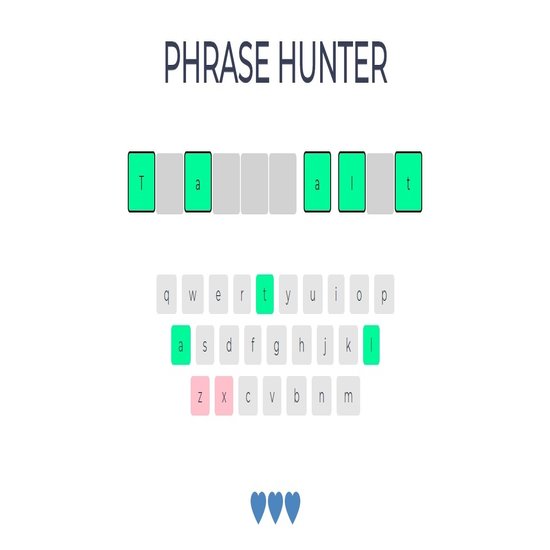 PHRASE HUNTER
T a a l t
q w e r t y u i o p
a s d f g h j k l
z x c v b n m